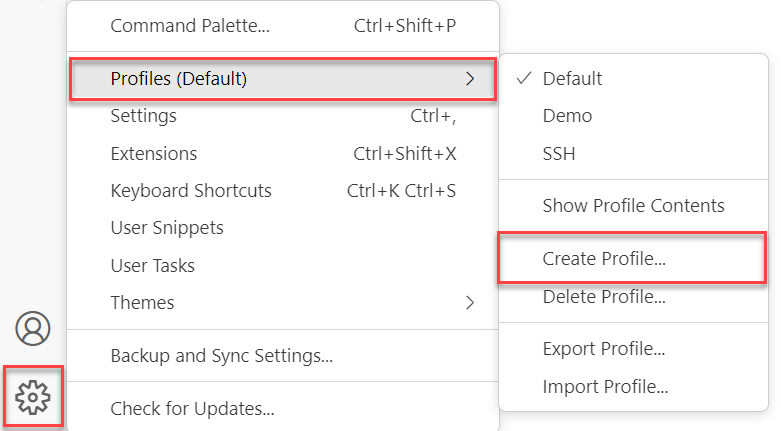 Command Palette... Ctrl+Shift+P
Profiles (Default)
Settings Ctrl+,
Extensions Ctrl+Shift+X
Keyboard Shortcuts Ctrl+K Ctrl+S
User Snippets
User Tasks
Themes
Backup and Sync Settings...
Check for Updates...
Default
Demo
SSH
Show Profile Contents
Create Profile...
Delete Profile...
Export Profile...
Import Profile...